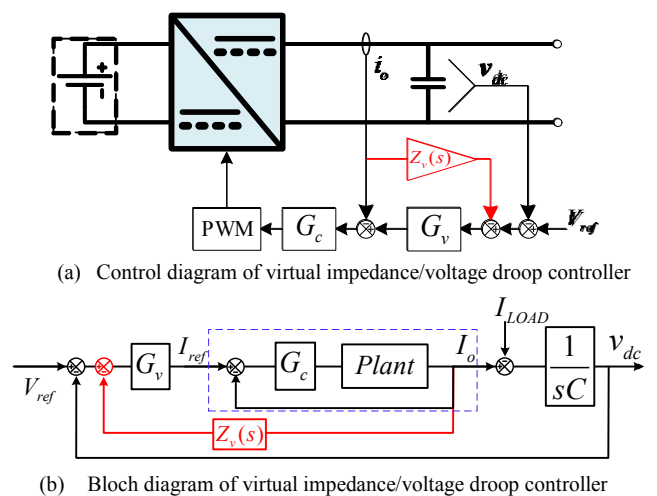 i_o
v_dc
Z_v(s)
PWM
G_c
G_v
V_ref
(a) Control diagram of virtual impedance/voltage droop controller
I_LOAD
V_ref
G_v
I_ref
G_c
Plant
I_o
1
sC
v_dc
Z_v(s)
(b) Bloch diagram of virtual impedance/voltage droop controller